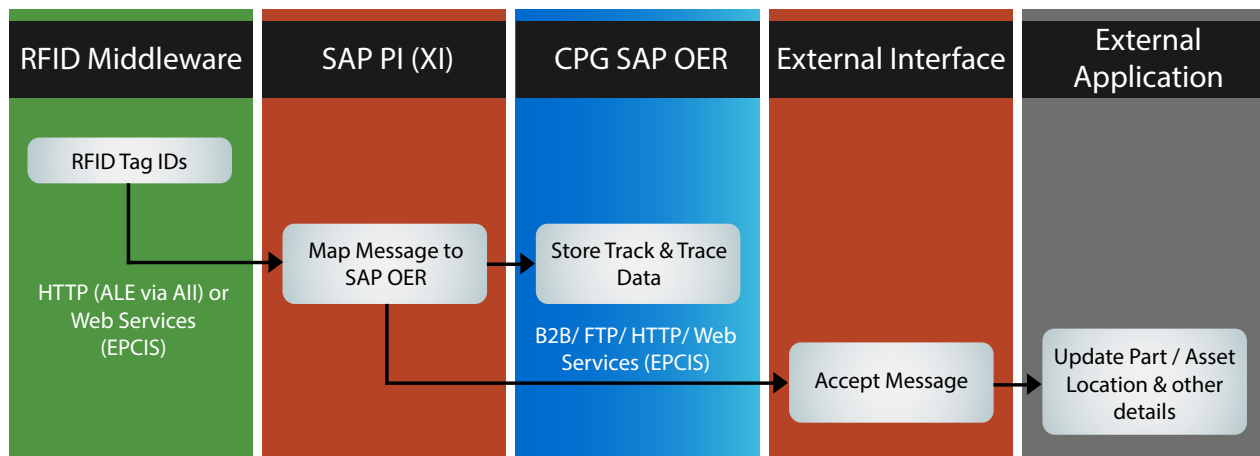 RFID Middleware
SAP PI (XI)
CPG SAP OER
External Interface
External
Application
RFID Tag IDs
Map Message to
SAP OER
Store Track & Trace
Data
HTTP (ALE via AII) or
Web Services
(EPCIS)
B2B/ FTP/ HTTP/ Web
Services (EPCIS)
Accept Message
Update Part / Asset
Location & other
details